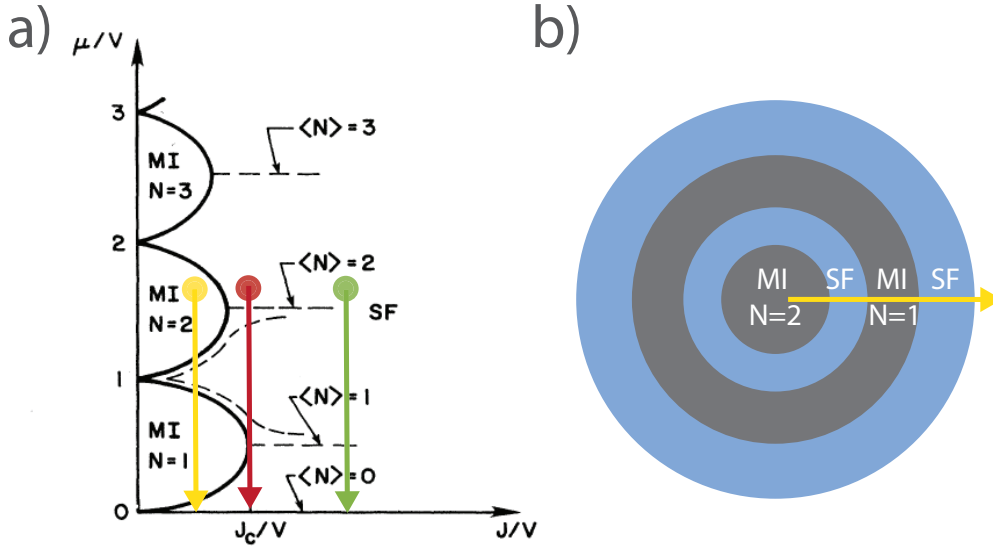 a)
μ/V
3
⟨N⟩=3
MI
N=3
2
⟨N⟩=2
MI
N=2
SF
1
⟨N⟩=1
MI
N=1
⟨N⟩=0
0
Jc/V
J/V
b)
MI SF MI SF
N=2 N=1